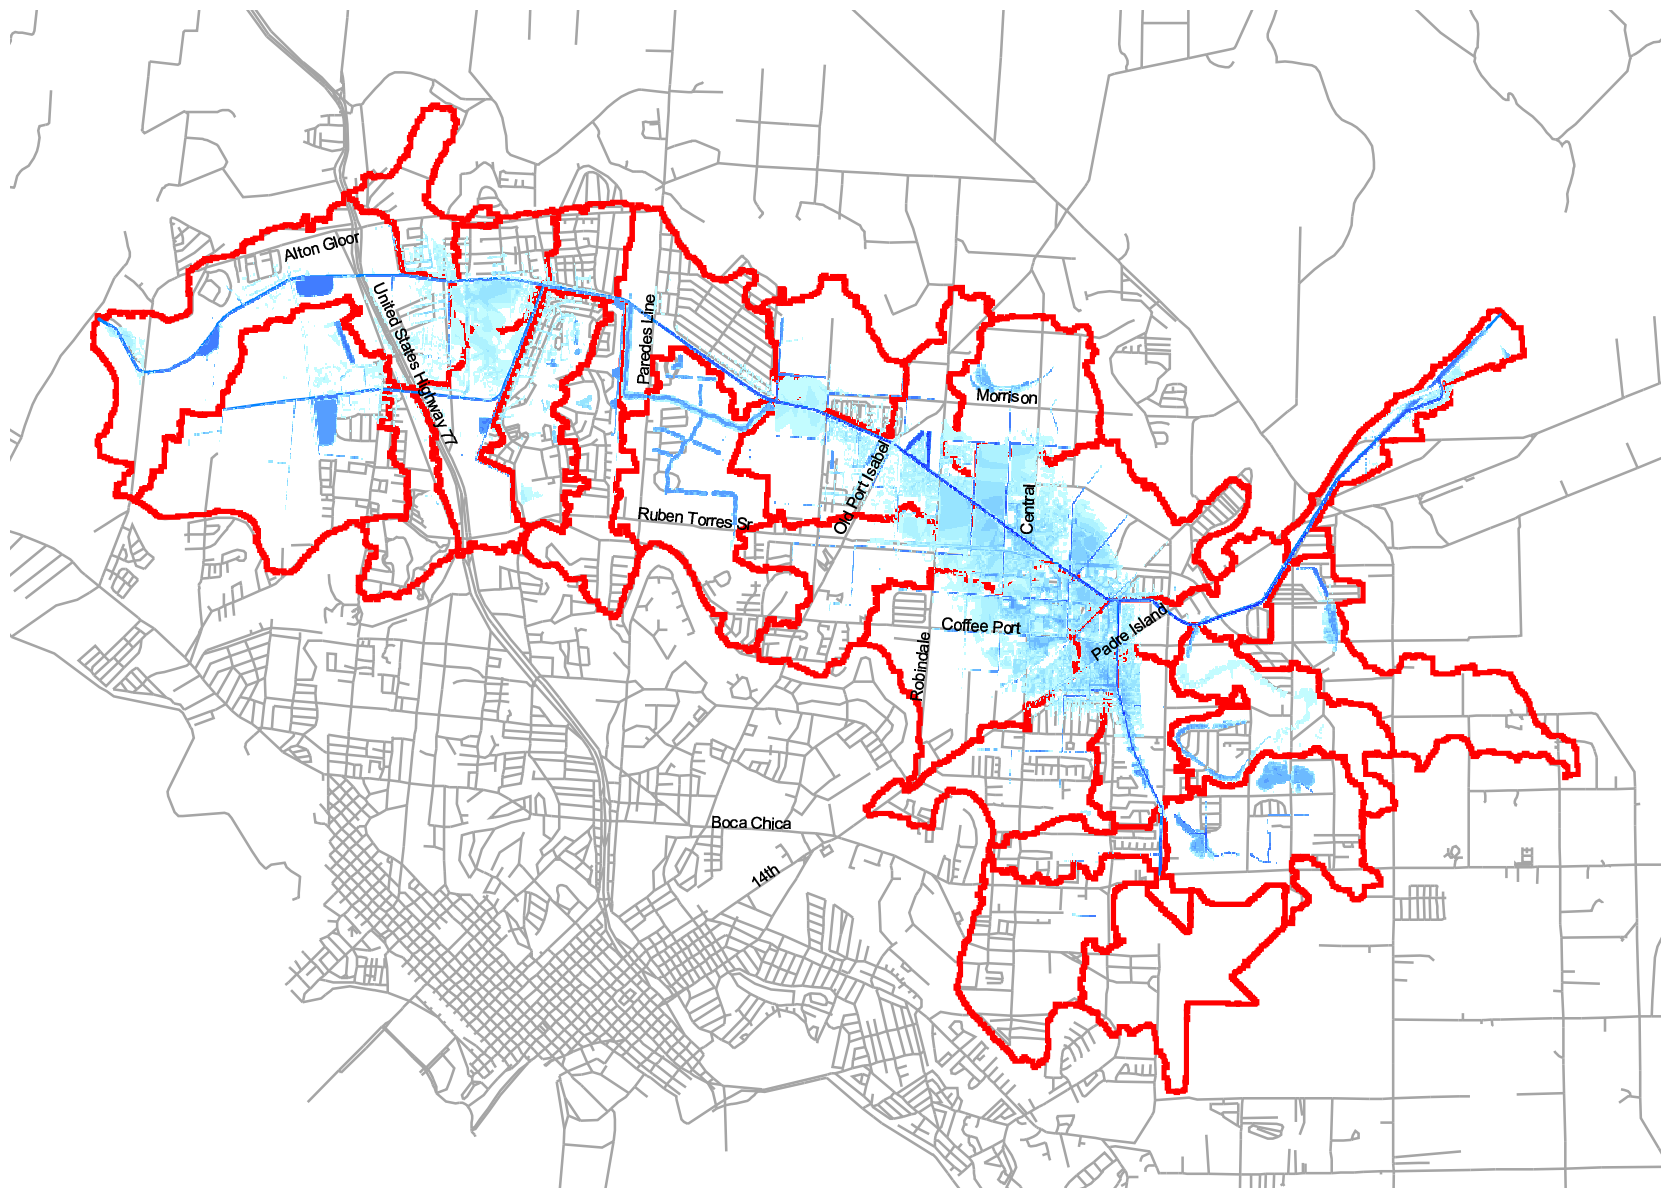 Alton Gloor
United States Highway 77
Paredes Line
Morrison
Old Port Isabel
Central
Ruben Torres Sr
Padre Island
Coffee Port
Robindale
Boca Chica
14th